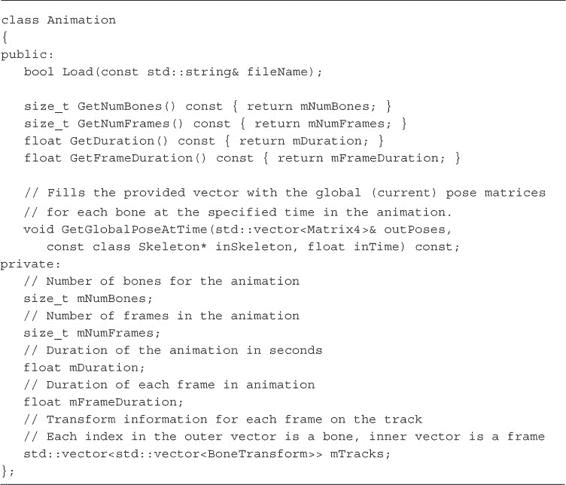 class Animation
{
public:
   bool Load(const std::string& fileName);

   size_t GetNumBones() const { return mNumBones; }
   size_t GetNumFrames() const { return mNumFrames; }
   float GetDuration() const { return mDuration; }
   float GetFrameDuration() const { return mFrameDuration; }

   // Fills the provided vector with the global (current) pose matrices
   // for each bone at the specified time in the animation.
   void GetGlobalPoseAtTime(std::vector<Matrix4>& outPoses,
      const class Skeleton* inSkeleton, float inTime) const;
private:
   // Number of bones for the animation
   size_t mNumBones;
   // Number of frames in the animation
   size_t mNumFrames;
   // Duration of the animation in seconds
   float mDuration;
   // Duration of each frame in animation
   float mFrameDuration;
   // Transform information for each frame on the track
   // Each index in the outer vector is a bone, inner vector is a frame
   std::vector<std::vector<BoneTransform>> mTracks;
};